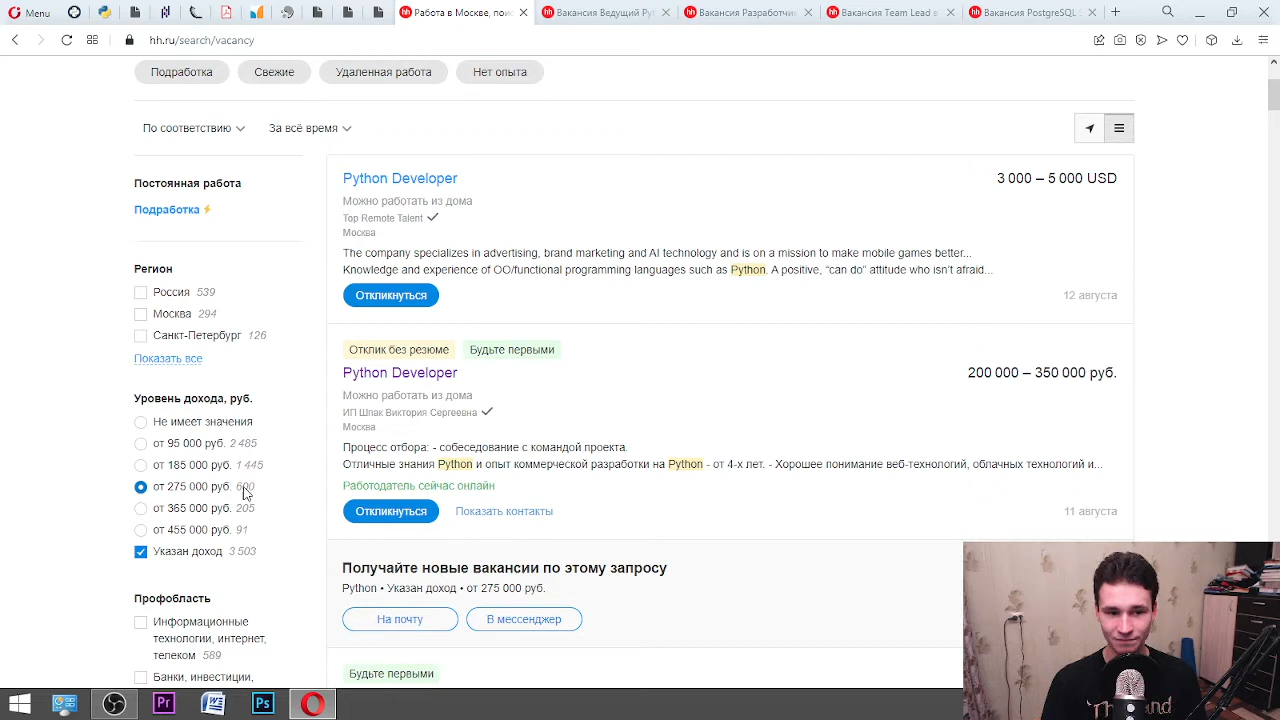 Menu
Работа в Москве, поис
Вакансия Ведущий Py
Вакансия Разработчик
Вакансия Team Lead в
Вакансия PostgreSQL S
hh.ru/search/vacancy
Подработка Свежие Удаленная работа Нет опыта
По соответствию За всё время
Постоянная работа
Подработка
Регион
Россия 539
Москва 294
Санкт-Петербург 126
Показать все
Уровень дохода, руб.
Не имеет значения
от 95 000 руб. 2 485
от 185 000 руб. 1 445
от 275 000 руб. 600
от 365 000 руб. 205
от 455 000 руб. 91
Указан доход 3 503
Профобласть
Информационные
технологии, интернет,
телеком 589
Банки, инвестиции,
Python Developer 3 000 – 5 000 USD
Можно работать из дома
Top Remote Talent
Москва
The company specializes in advertising, brand marketing and AI technology and is on a mission to make mobile games better...
Knowledge and experience of OO/functional programming languages such as Python. A positive, “can do” attitude who isn’t afraid...
Откликнуться 12 августа
Отклик без резюме Будьте первыми
Python Developer 200 000 – 350 000 руб.
Можно работать из дома
ИП Шпак Виктория Сергеевна
Москва
Процесс отбора: - собеседование с командой проекта.
Отличные знания Python и опыт коммерческой разработки на Python - от 4-х лет. - Хорошее понимание веб-технологий, облачных технологий и...
Работодатель сейчас онлайн
Откликнуться Показать контакты 11 августа
Получайте новые вакансии по этому запросу
Python • Указан доход • от 275 000 руб.
На почту В мессенджер
Будьте первыми